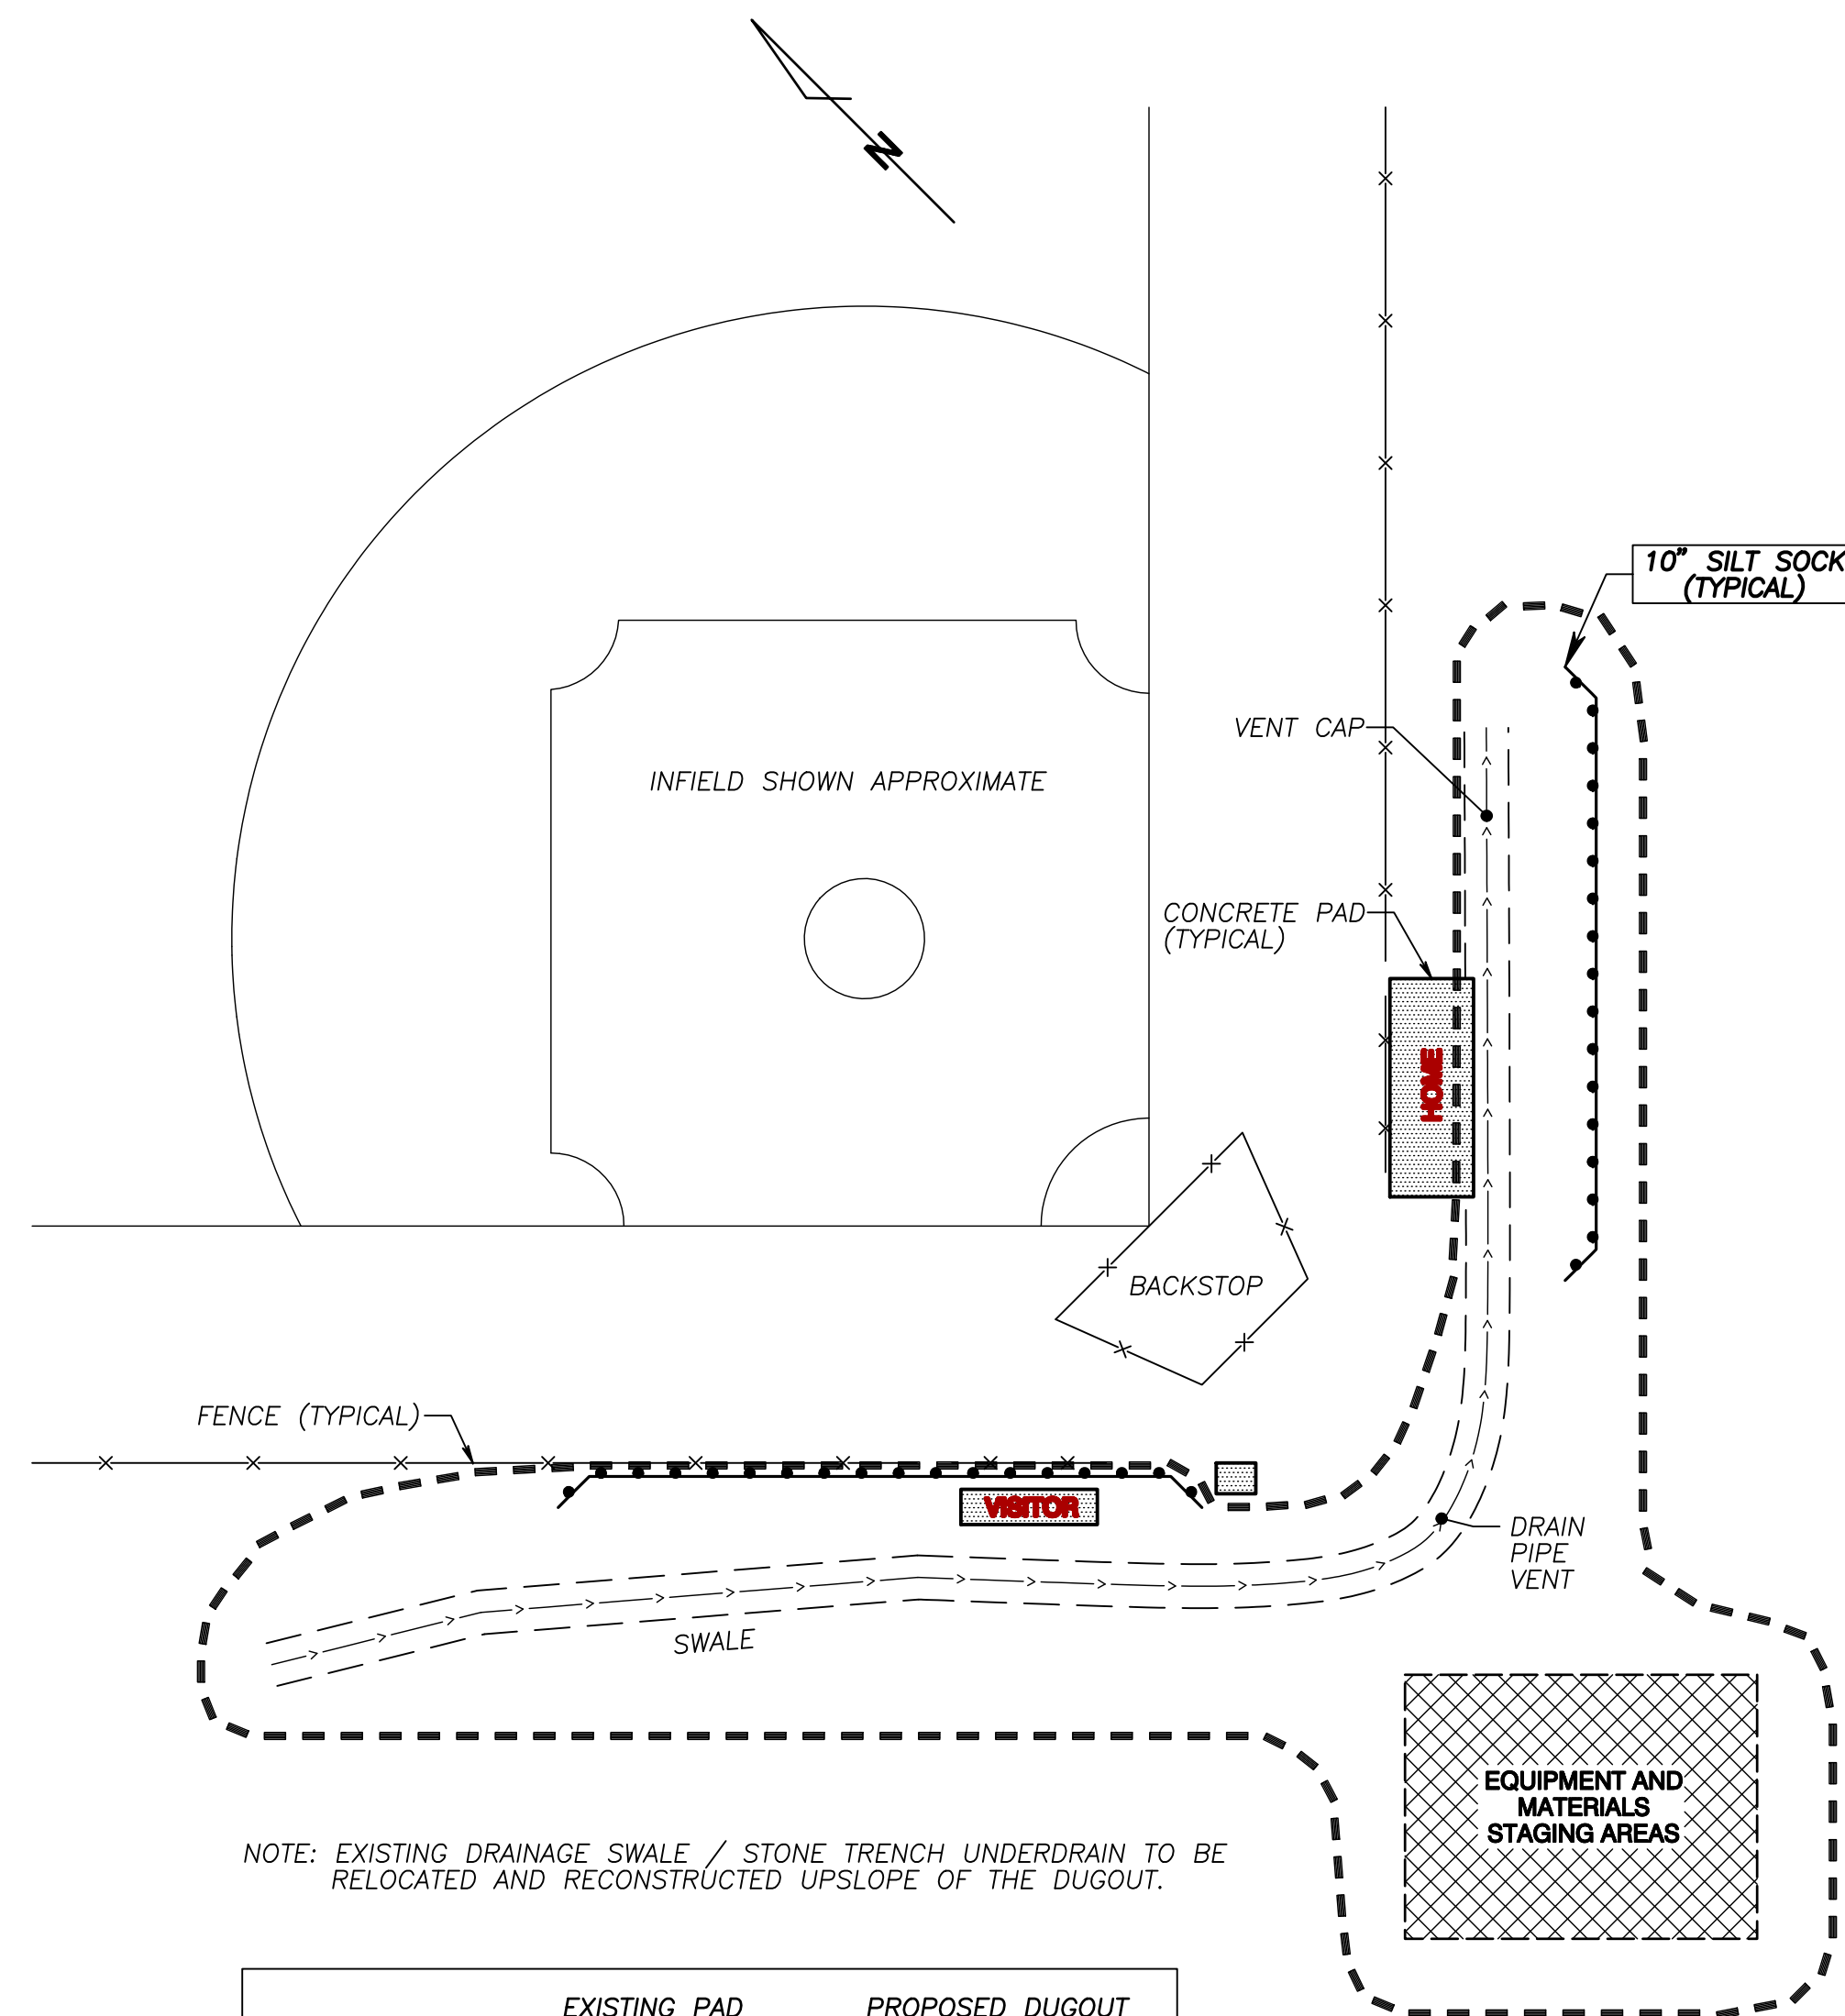 N
10" SILT SOCK
(TYPICAL)
VENT CAP
INFIELD SHOWN APPROXIMATE
CONCRETE PAD
(TYPICAL)
HOME
BACKSTOP
FENCE (TYPICAL)
VISITOR
DRAIN
PIPE
VENT
SWALE
EQUIPMENT AND
MATERIALS
STAGING AREAS
NOTE: EXISTING DRAINAGE SWALE / STONE TRENCH UNDERDRAIN TO BE
RELOCATED AND RECONSTRUCTED UPSLOPE OF THE DUGOUT.
EXISTING PAD PROPOSED DUGOUT